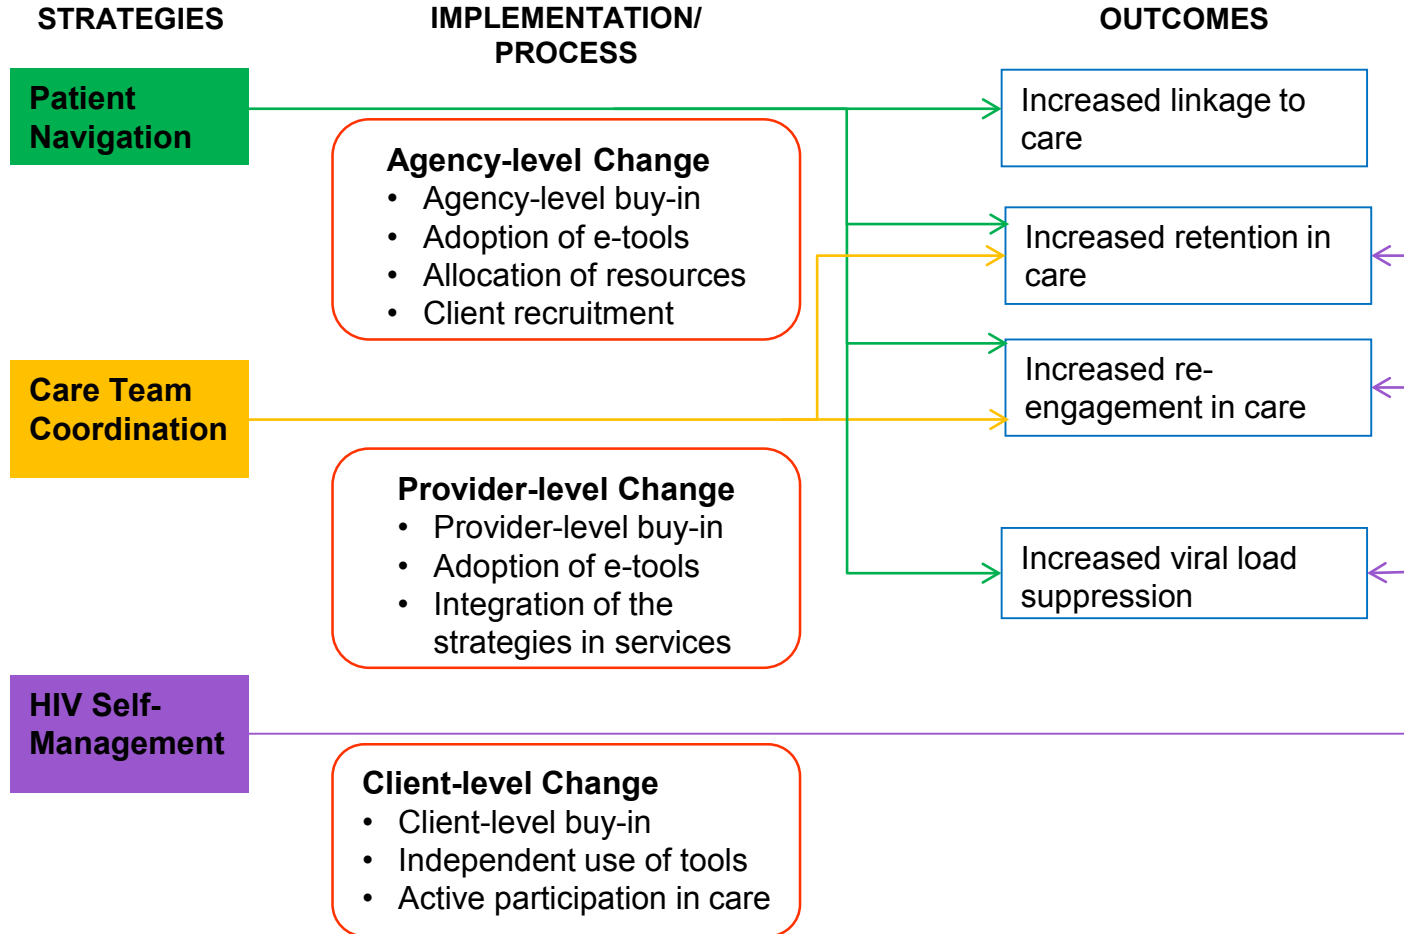 STRATEGIES
IMPLEMENTATION/
PROCESS
OUTCOMES
Patient
Navigation
Agency-level Change
• Agency-level buy-in
• Adoption of e-tools
• Allocation of resources
• Client recruitment
Increased linkage to
care
Increased retention in
care
Care Team
Coordination
Increased re-
engagement in care
Provider-level Change
• Provider-level buy-in
• Adoption of e-tools
• Integration of the
strategies in services
Increased viral load
suppression
HIV Self-
Management
Client-level Change
• Client-level buy-in
• Independent use of tools
• Active participation in care